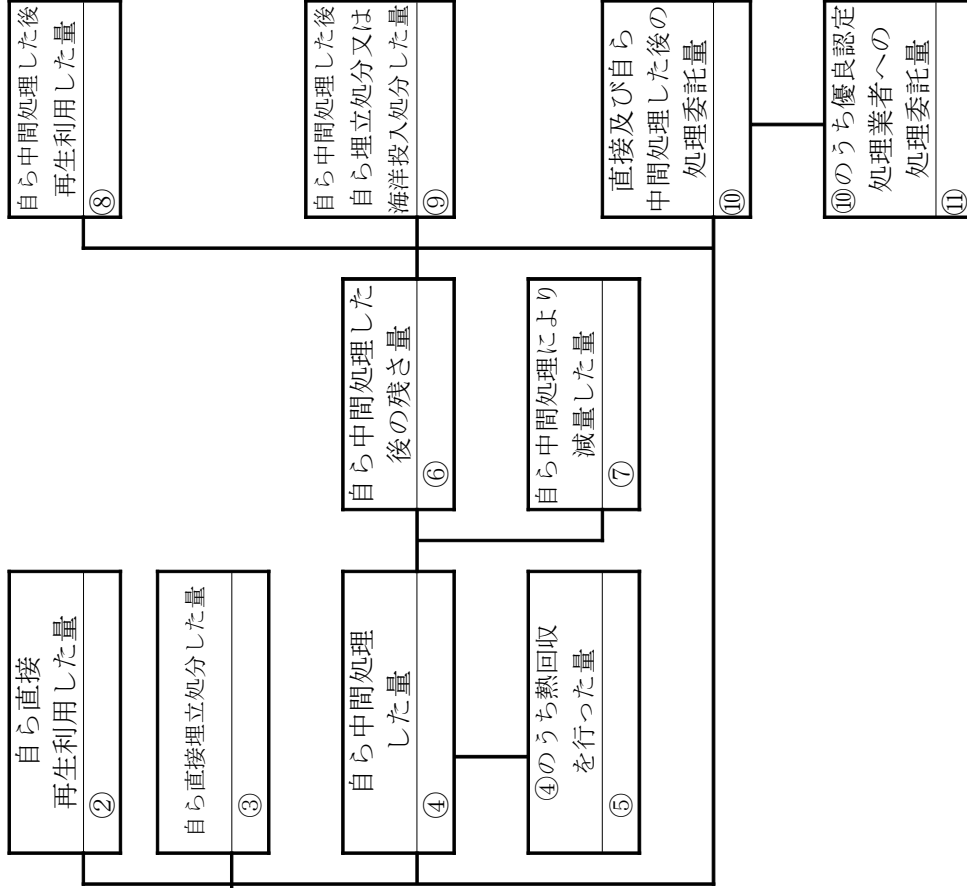 自ら直接
再生利用した量
②
自ら直接埋立処分した量
③
自ら中間処理
した量
④
④のうち熱回収
を行った量
⑤
自ら中間処理した
後の残さ量
⑥
自ら中間処理により
減量した量
⑦
自ら中間処理した後
再生利用した量
⑧
自ら中間処理した後
自ら埋立処分又は
海洋投入処分した量
⑨
直接及び自ら
中間処理した後の
処理委託量
⑩
⑩のうち優良認定
処理業者への
処理委託量
⑪